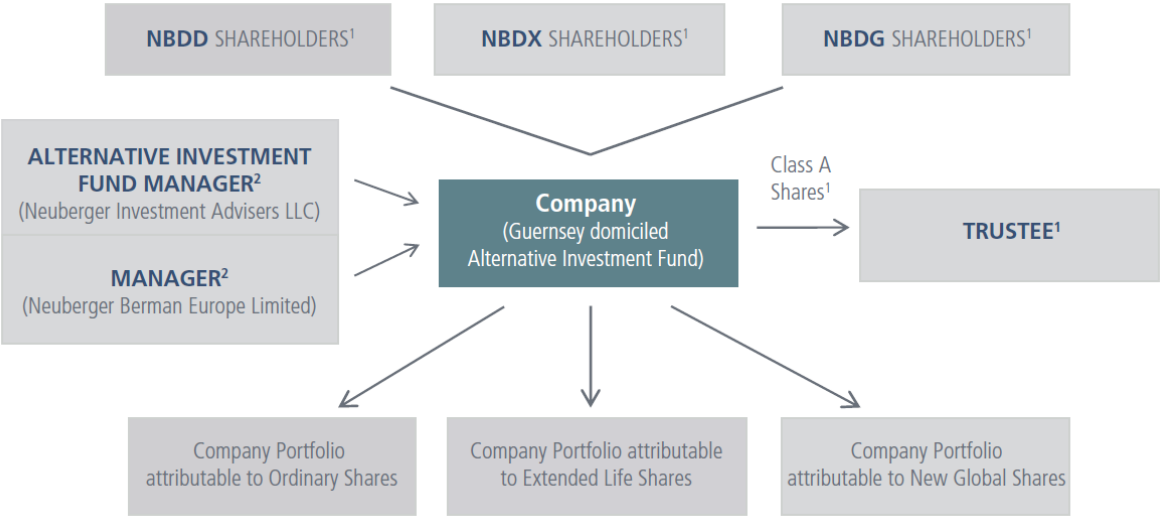 NBDD SHAREHOLDERS¹
NBDX SHAREHOLDERS¹
NBDG SHAREHOLDERS¹
ALTERNATIVE INVESTMENT
FUND MANAGER²
(Neuberger Investment Advisers LLC)
MANAGER²
(Neuberger Berman Europe Limited)
Company
(Guernsey domiciled
Alternative Investment Fund)
Class A
Shares¹
TRUSTEE¹
Company Portfolio
attributable to Ordinary Shares
Company Portfolio attributable
to Extended Life Shares
Company Portfolio
attributable to New Global Shares